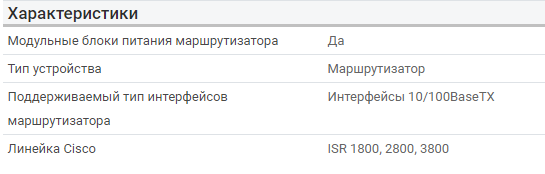 Характеристики
Модульные блоки питания маршрутизатора Да
Тип устройства Маршрутизатор
Поддерживаемый тип интерфейсов Интерфейсы 10/100BaseTX
маршрутизатора
Линейка Cisco ISR 1800, 2800, 3800